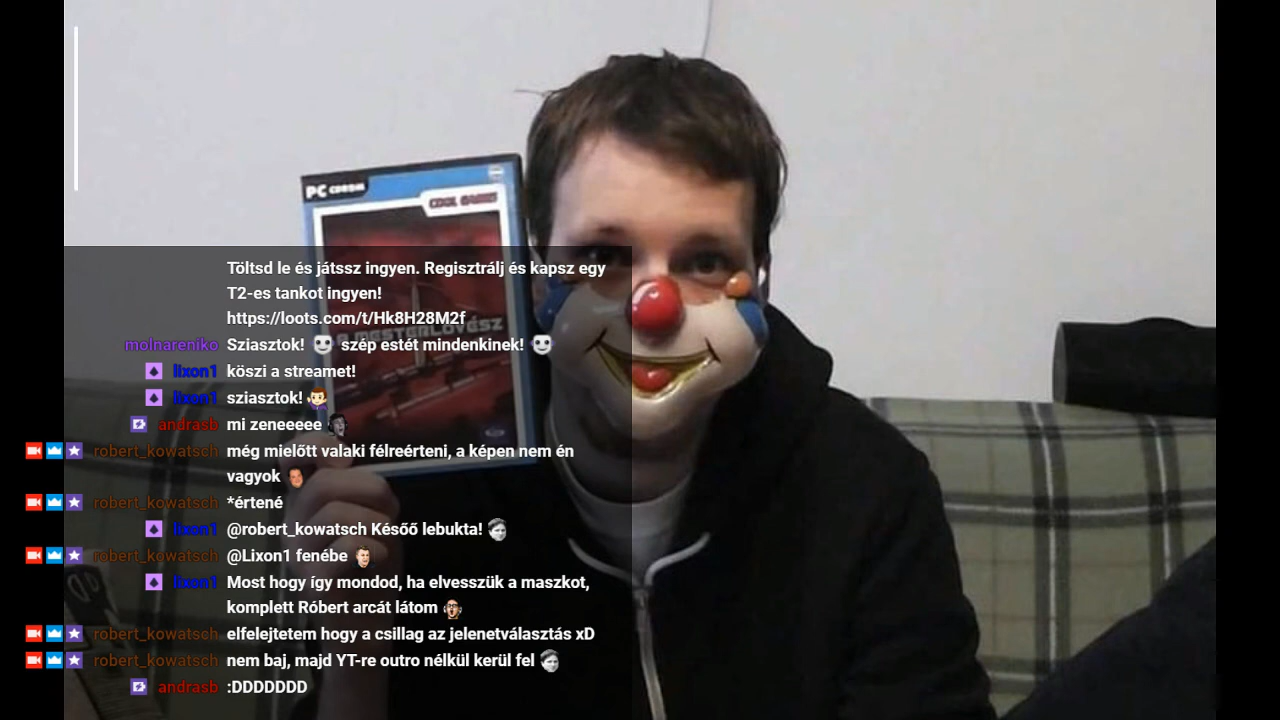 PC CDROM
COOL GAMES
A MESTERLÖVÉSZ
Töltsd le és játssz ingyen. Regisztrálj és kapsz egy
T2-es tankot ingyen!
https://loots.com/t/Hk8H28M2f
molnareniko Sziasztok! szép estét mindenkinek!
lixon1 köszi a streamet!
lixon1 sziasztok!
andrasb mi zeneeeee
robert_kowatsch még mielőtt valaki félreérteni, a képen nem én
vagyok
robert_kowatsch *értené
lixon1 @robert_kowatsch Későő lebukta!
robert_kowatsch @Lixon1 fenébe
lixon1 Most hogy így mondod, ha elvesszük a maszkot,
komplett Róbert arcát látom
robert_kowatsch elfelejtetem hogy a csillag az jelenetválasztás xD
robert_kowatsch nem baj, majd YT-re outro nélkül kerül fel
andrasb :DDDDDDD